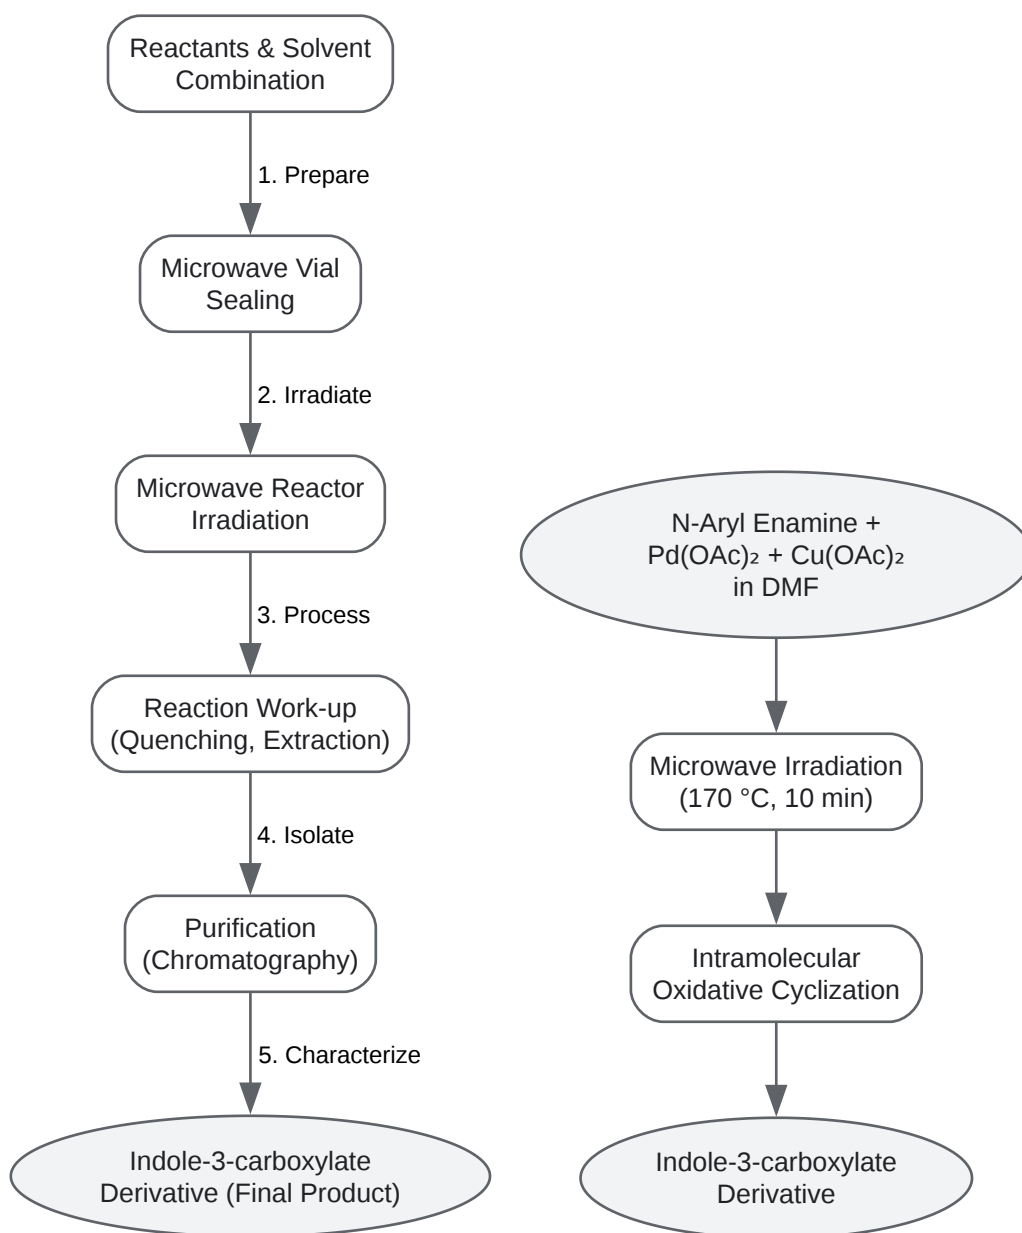 Reactants & Solvent
Combination
1. Prepare
Microwave Vial
Sealing
2. Irradiate
Microwave Reactor
Irradiation
3. Process
Reaction Work-up
(Quenching, Extraction)
4. Isolate
Purification
(Chromatography)
5. Characterize
Indole-3-carboxylate
Derivative (Final Product)
N-Aryl Enamine +
Pd(OAc)₂ + Cu(OAc)₂
in DMF
Microwave Irradiation
(170 °C, 10 min)
Intramolecular
Oxidative Cyclization
Indole-3-carboxylate
Derivative